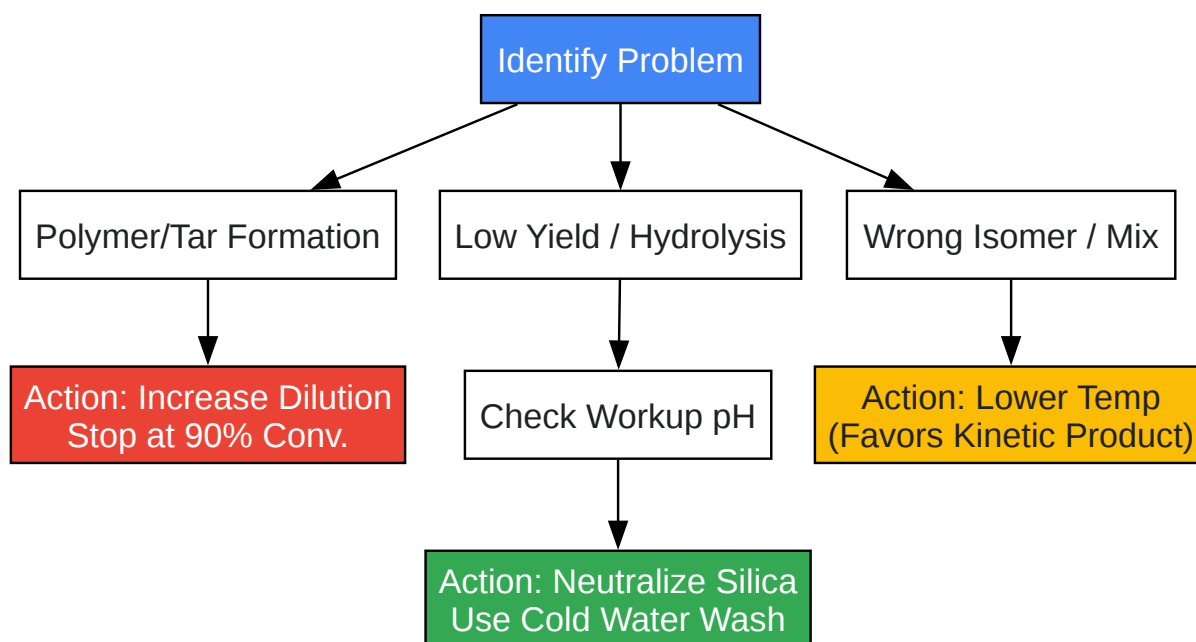 Identify Problem
Polymer/Tar Formation
Low Yield / Hydrolysis
Wrong Isomer / Mix
Action: Increase Dilution
Stop at 90% Conv.
Check Workup pH
Action: Lower Temp
(Favors Kinetic Product)
Action: Neutralize Silica
Use Cold Water Wash